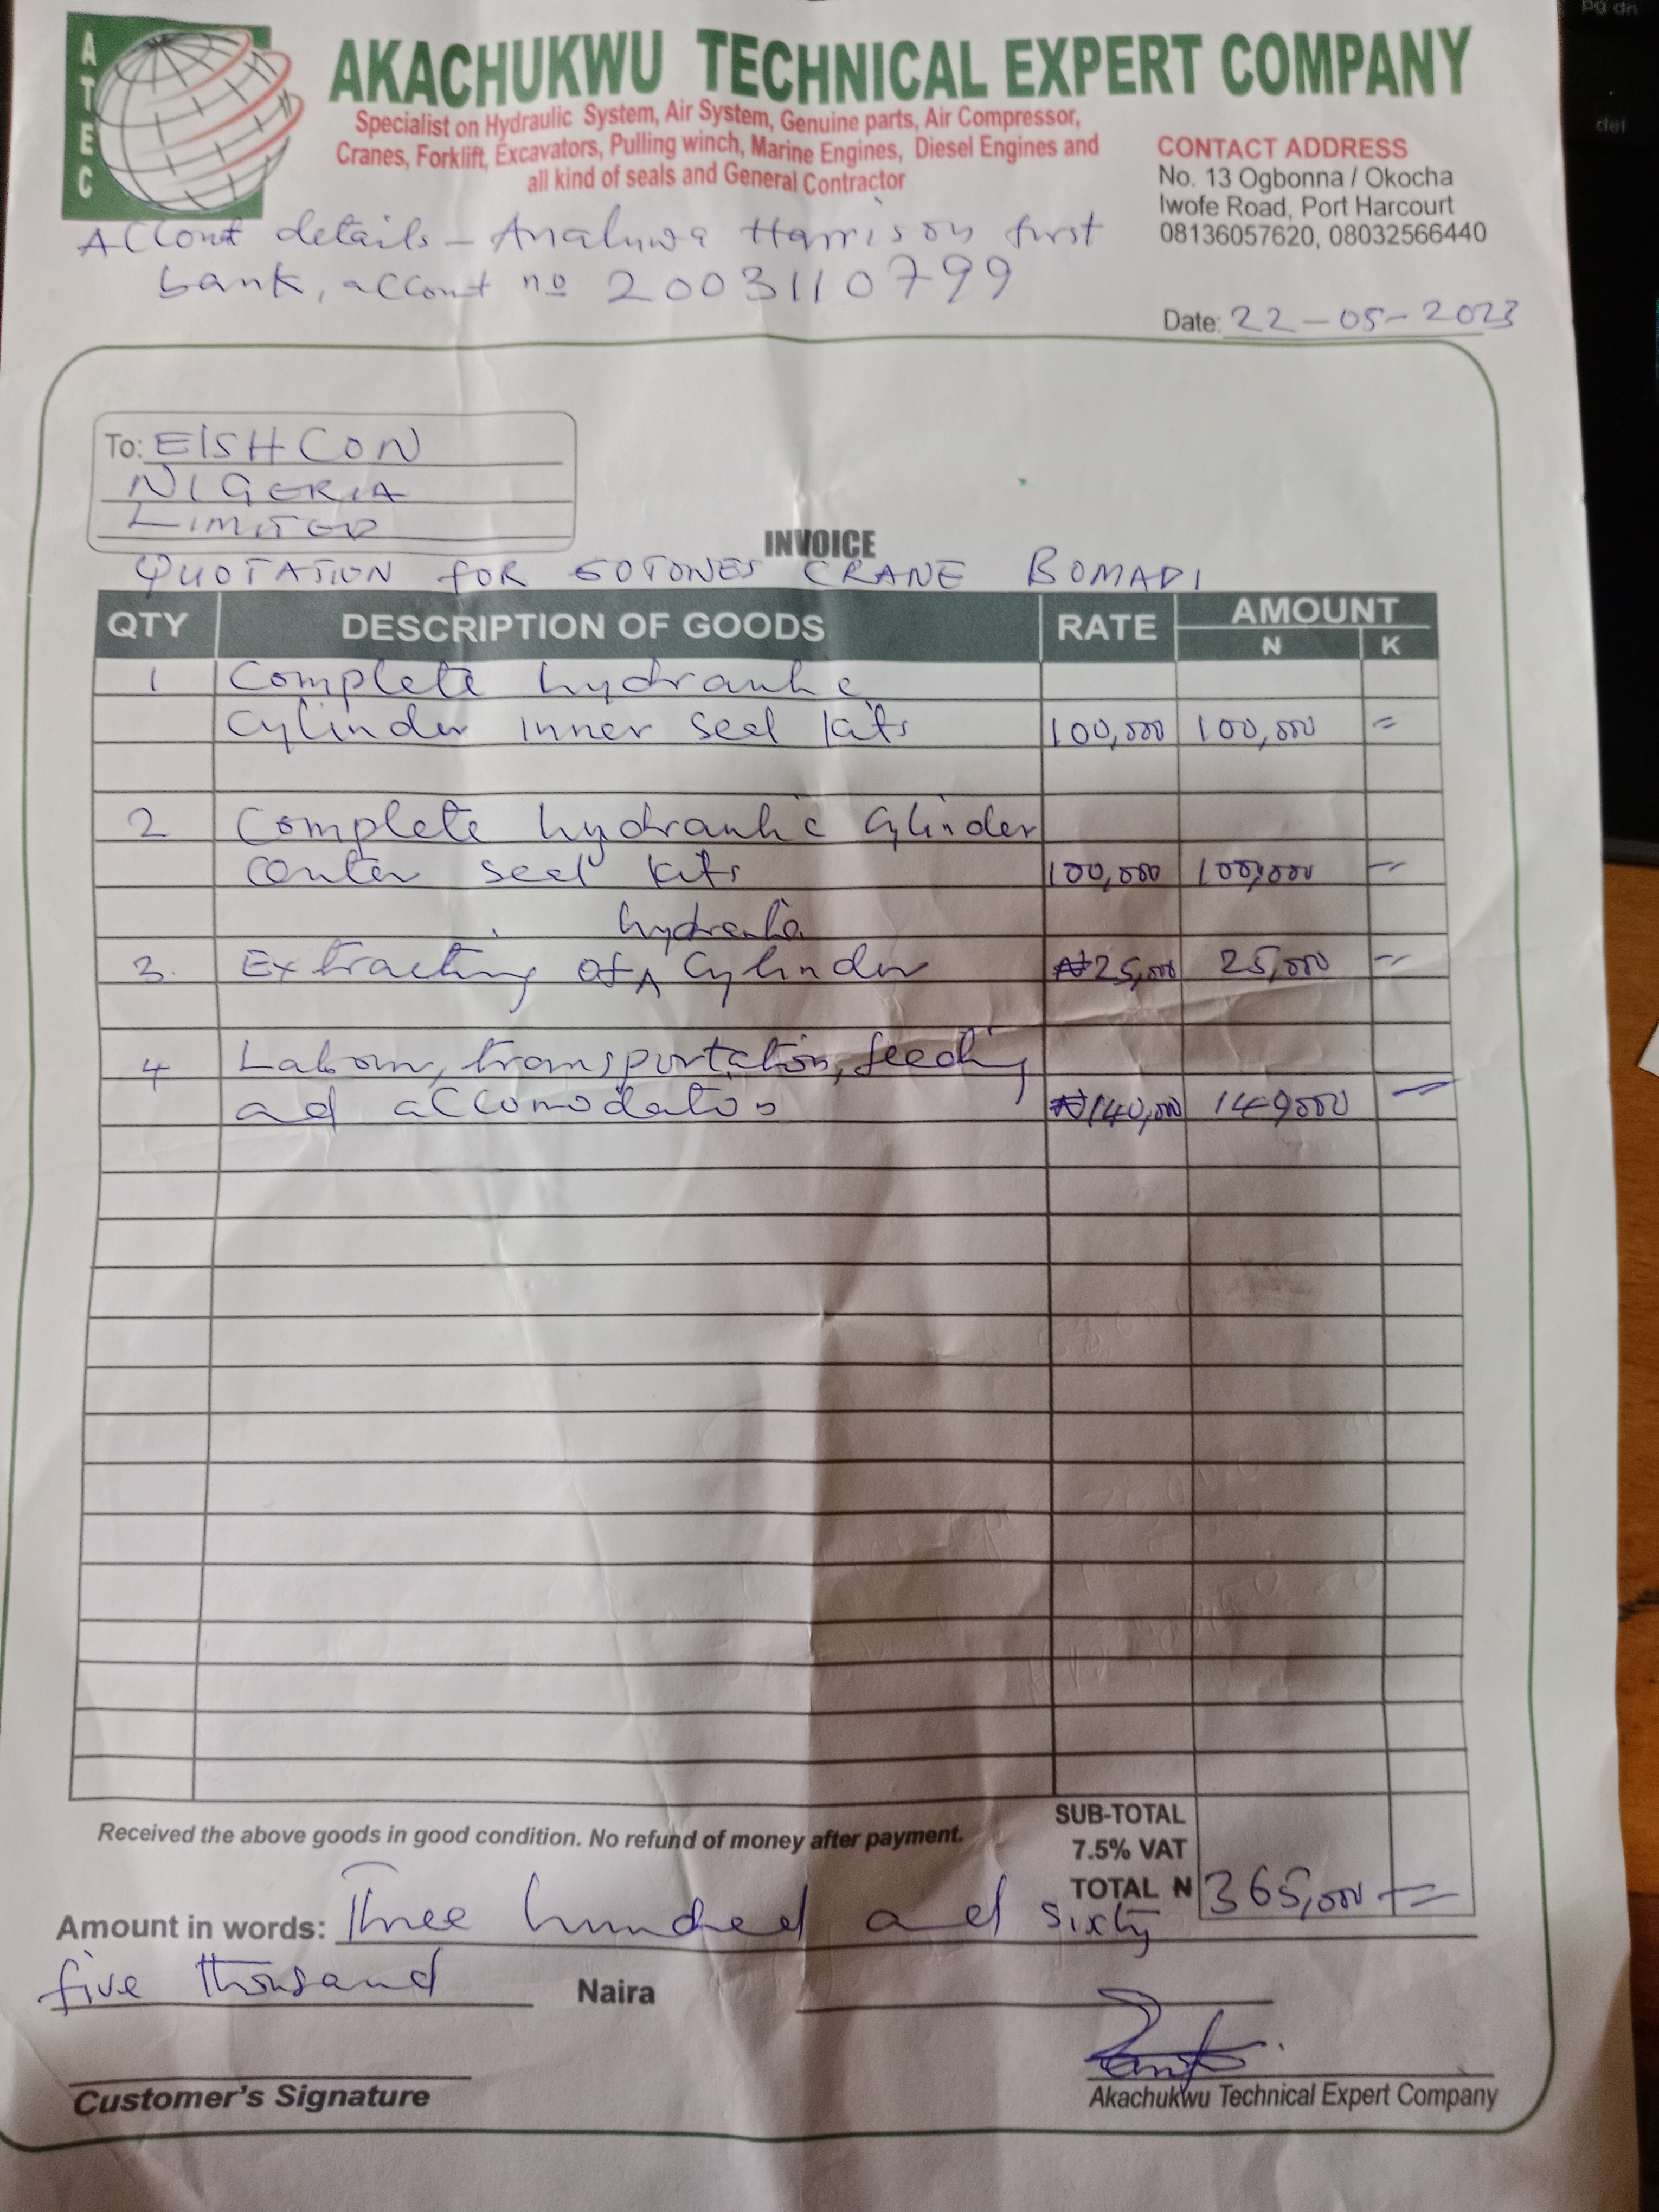 ATEC
AKACHUKWU TECHNICAL EXPERT COMPANY
Specialist on Hydraulic System, Air System, Genuine parts, Air Compressor,
Cranes, Forklift, Excavators, Pulling winch, Marine Engines, Diesel Engines and
all kind of seals and General Contractor
CONTACT ADDRESS
No. 13 Ogbonna / Okocha
Iwofe Road, Port Harcourt
08136057620, 08032566440
Account details - Harrison first
bank, account no 2003110799
Date: 22-05-2023
To: EISHCON
NIGERIA
LIMITED
INVOICE
QUOTATION FOR 50TONES CRANE BOMADI
QTY DESCRIPTION OF GOODS RATE AMOUNT
N K
1 Complete hydraulic
cylinder inner seal kits 100,000 100,000 =
2 Complete hydraulic cylinder
center seal kits 100,000 100,000 =
hydraulic
3. Extracting of cylinder ₦25,000 25,000 =
4 Labour, transportation, feeding
ad accomodation ₦140,000 140,000 =
Received the above goods in good condition. No refund of money after payment.
SUB-TOTAL
7.5% VAT
TOTAL N 365,000 =
Amount in words: Three hundred ad sixty
five thousand Naira
Customer's Signature
Akachukwu Technical Expert Company